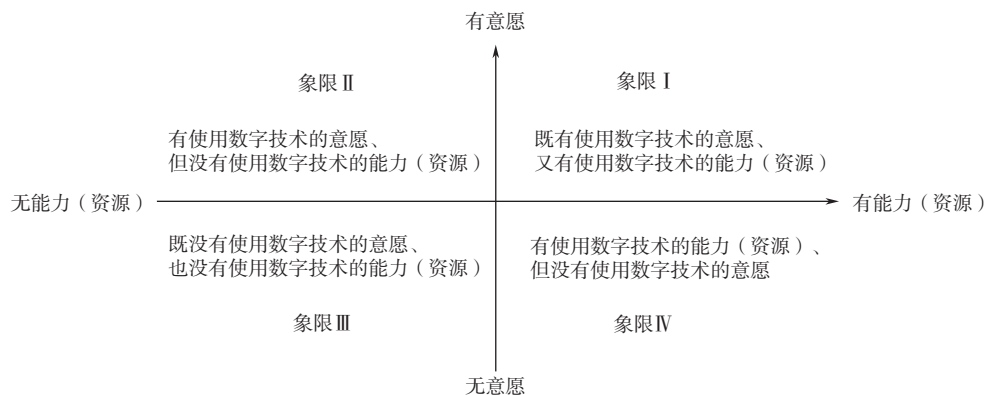 有意愿
象限Ⅱ
象限Ⅰ
有使用数字技术的意愿、
但没有使用数字技术的能力（资源）
既有使用数字技术的意愿、
又有使用数字技术的能力（资源）
无能力（资源）
有能力（资源）
既没有使用数字技术的意愿、
也没有使用数字技术的能力（资源）
有使用数字技术的能力（资源）、
但没有使用数字技术的意愿
象限Ⅲ
象限Ⅳ
无意愿